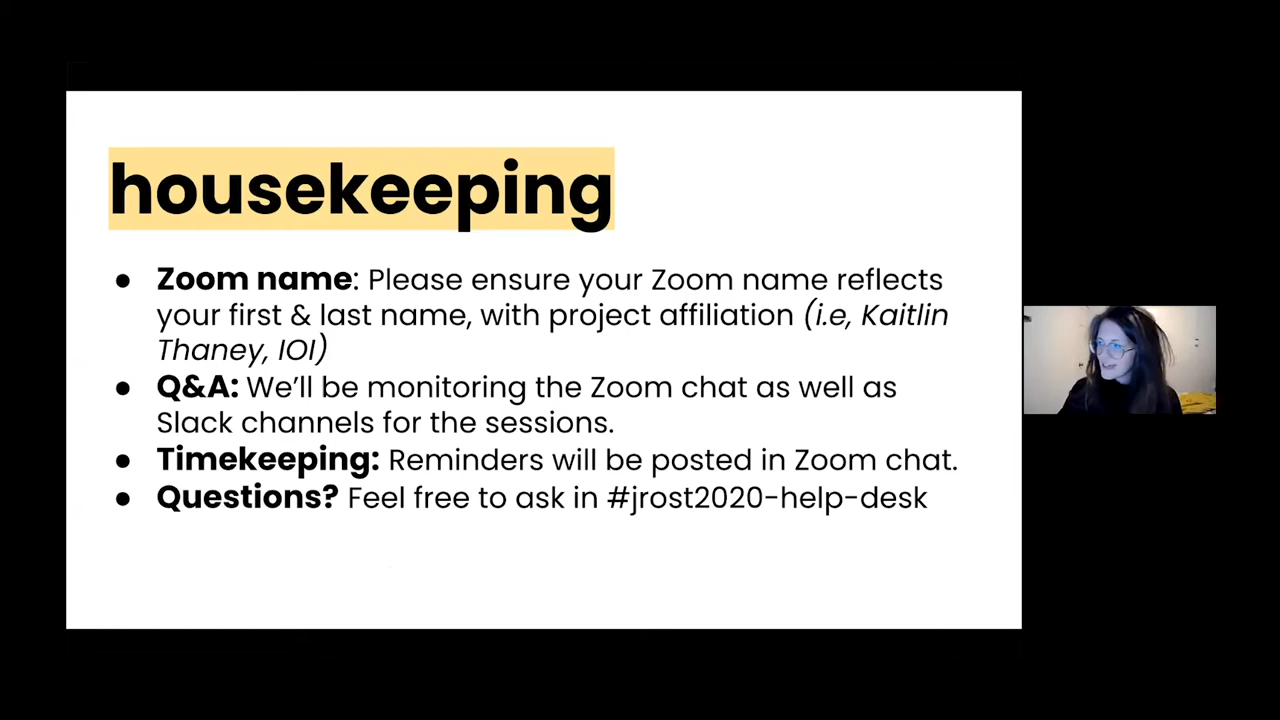 housekeeping
● Zoom name: Please ensure your Zoom name reflects
your first & last name, with project affiliation (i.e, Kaitlin
Thaney, IOI)
● Q&A: We’ll be monitoring the Zoom chat as well as
Slack channels for the sessions.
● Timekeeping: Reminders will be posted in Zoom chat.
● Questions? Feel free to ask in #jrost2020-help-desk